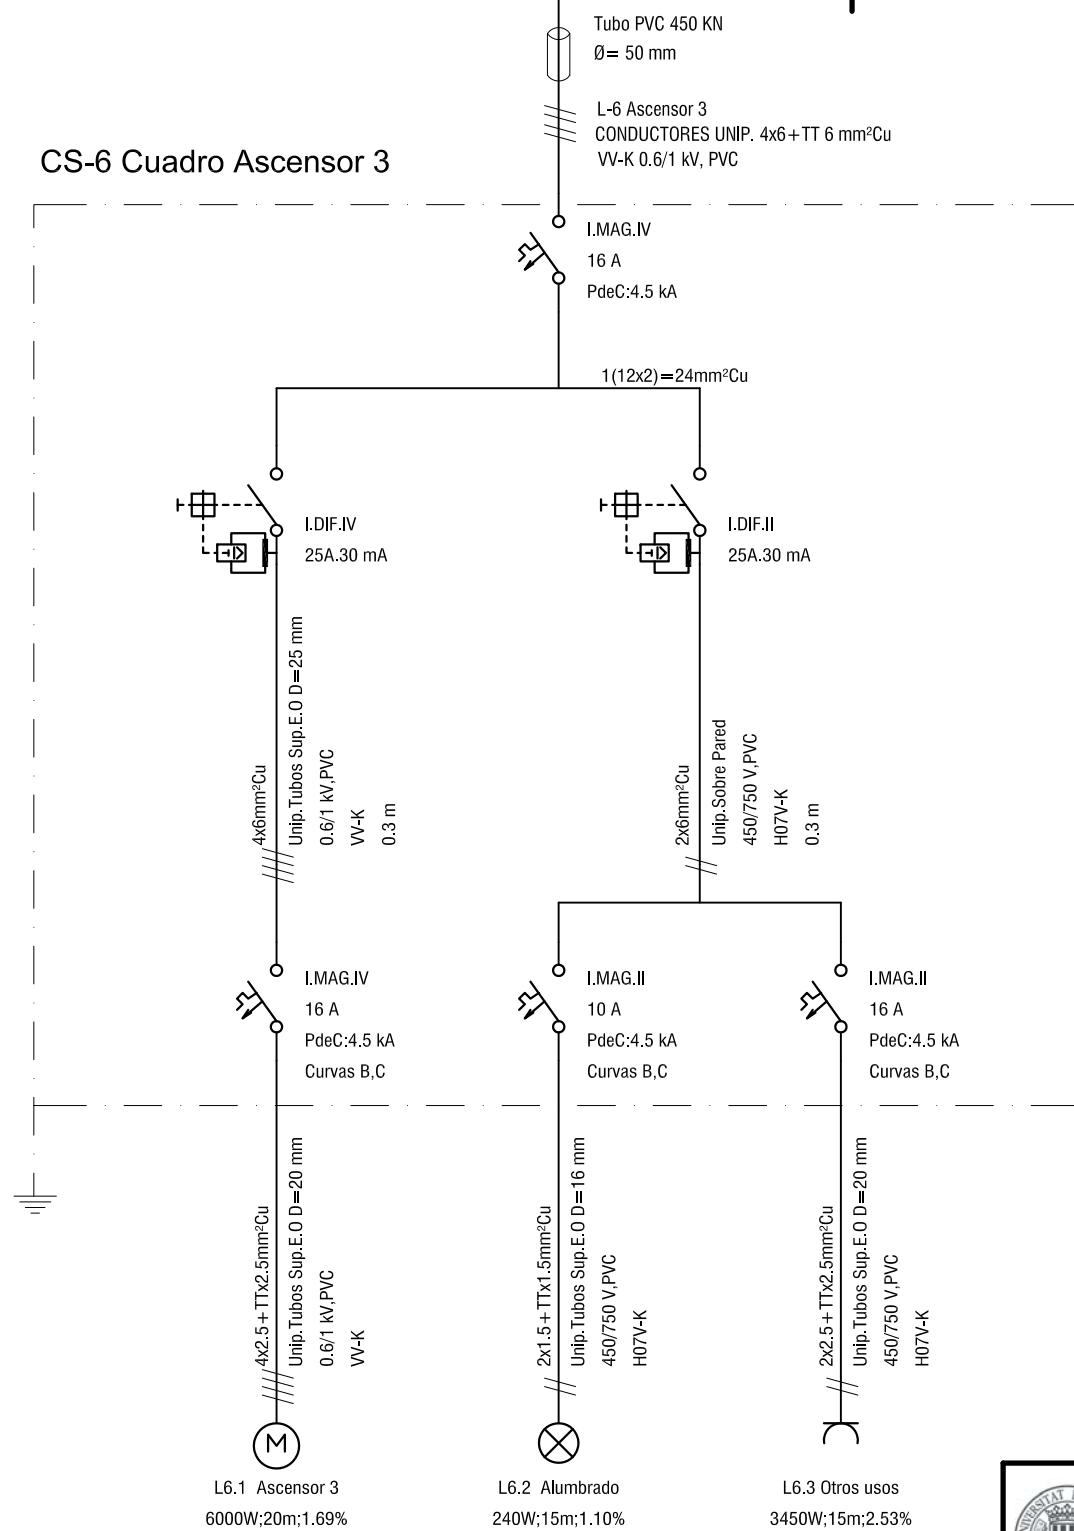 Tubo PVC 450 KN
Ø= 50 mm
L-6 Ascensor 3
CONDUCTORES UNIP. 4x6+TT 6 mm²Cu
VV-K 0.6/1 kV, PVC
CS-6 Cuadro Ascensor 3
I.MAG.IV
16 A
PdeC:4.5 kA
1(12x2)=24mm²Cu
I.DIF.IV
25A.30 mA
I.DIF.II
25A.30 mA
4x6mm²Cu
Unip.Tubos Sup.E.O D=25 mm
0.6/1 kV,PVC
VV-K
0.3 m
2x6mm²Cu
Unip.Sobre Pared
450/750 V,PVC
H07V-K
0.3 m
I.MAG.IV
16 A
PdeC:4.5 kA
Curvas B,C
I.MAG.II
10 A
PdeC:4.5 kA
Curvas B,C
I.MAG.II
16 A
PdeC:4.5 kA
Curvas B,C
4x2.5+TTx2.5mm²Cu
Unip.Tubos Sup.E.O D=20 mm
0.6/1 kV,PVC
VV-K
2x1.5+TTx1.5mm²Cu
Unip.Tubos Sup.E.O D=16 mm
450/750 V,PVC
H07V-K
2x2.5+TTx2.5mm²Cu
Unip.Tubos Sup.E.O D=20 mm
450/750 V,PVC
H07V-K
M
L6.1 Ascensor 3
6000W;20m;1.69%
L6.2 Alumbrado
240W;15m;1.10%
L6.3 Otros usos
3450W;15m;2.53%